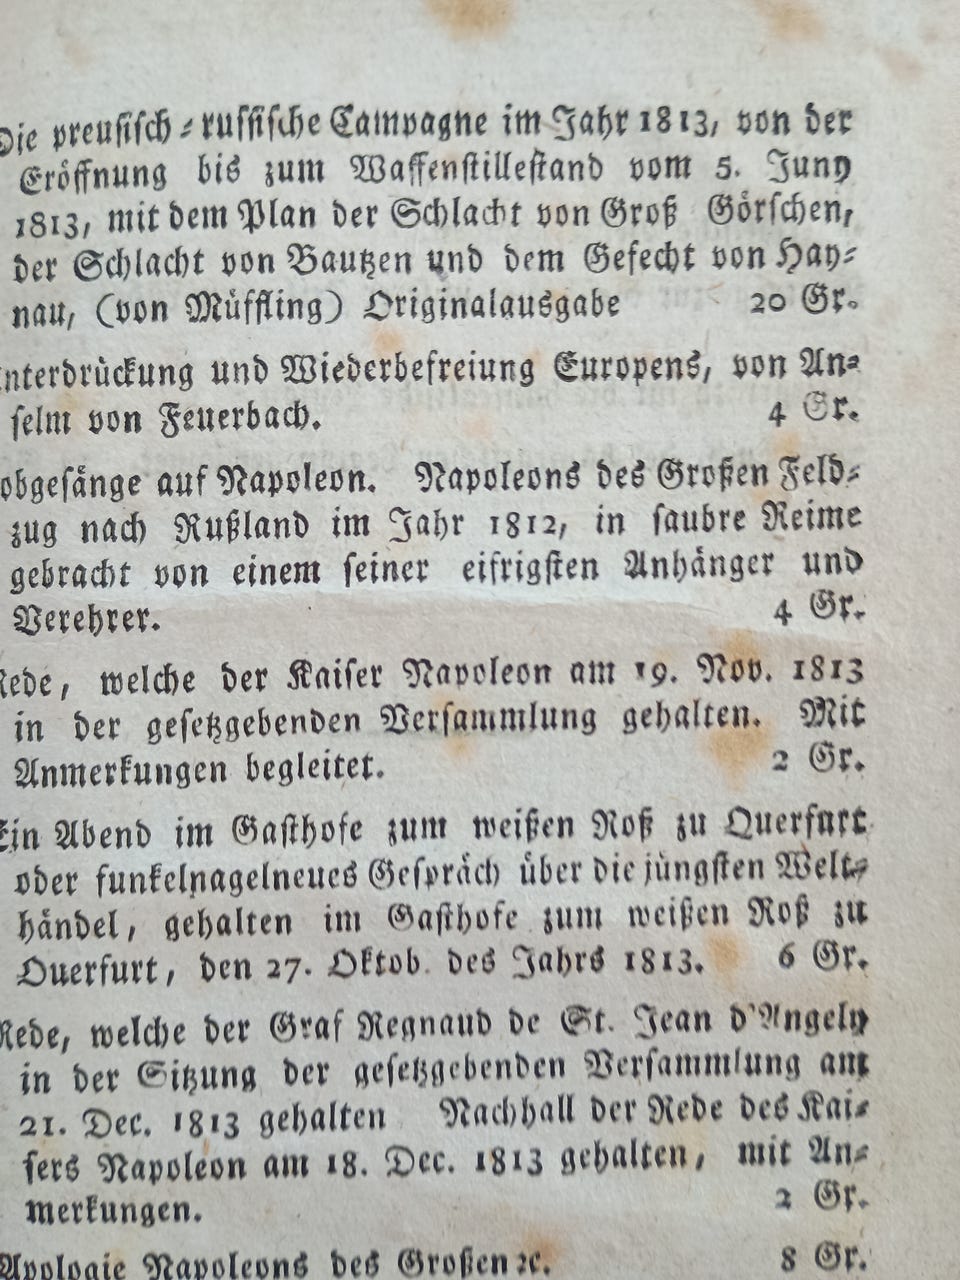 Die preusisch-russische Campagne im Jahr 1813, von der
Eröffnung bis zum Waffenstillestand vom 5. Juny
1813, mit dem Plan der Schlacht von Groß Görschen,
der Schlacht von Bautzen und dem Gefecht von Hay-
nau, (von Müffling) Originalausgabe 20 Gr.
nterdrückung und Wiederbefreiung Europens, von An-
selm von Feuerbach. 4 Gr.
obgesänge auf Napoleon. Napoleons des Großen Feld-
zug nach Rußland im Jahr 1812, in saubre Reime
gebracht von einem seiner eifrigsten Anhänger und
Verehrer. 4 Gr.
Rede, welche der Kaiser Napoleon am 19. Nov. 1813
in der gesetzgebenden Versammlung gehalten. Mit
Anmerkungen begleitet. 2 Gr.
Ein Abend im Gasthofe zum weißen Roß zu Querfurt
oder funkelnagelneues Gespräch über die jüngsten Welt-
händel, gehalten im Gasthofe zum weißen Roß zu
Querfurt, den 27. Oktob. des Jahrs 1813. 6 Gr.
Rede, welche der Graf Regnaud de St. Jean d'Angely
in der Sitzung der gesetzgebenden Versammlung am
21. Dec. 1813 gehalten Nachhall der Rede des Kai-
sers Napoleon am 18. Dec. 1813 gehalten, mit An-
merkungen. 2 Gr.
Apologie Napoleons des Großen ꝛc. 8 Gr.